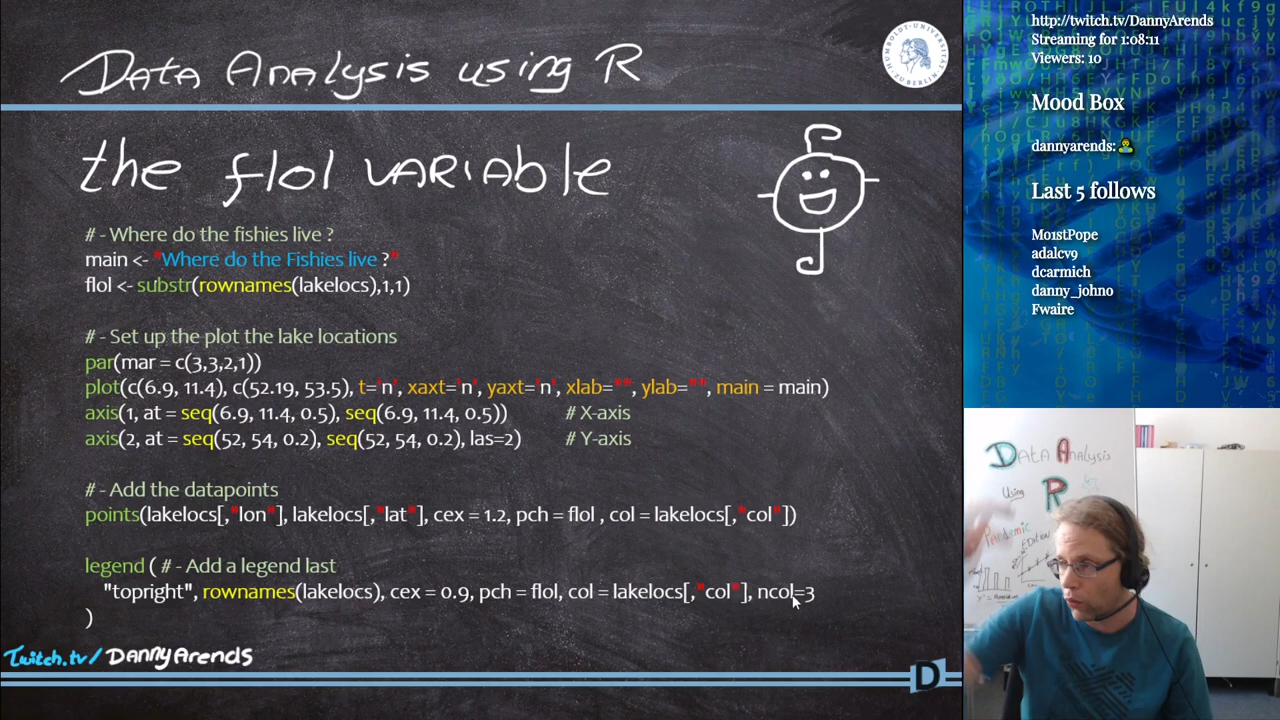 Data Analysis using R
the flol VARIABle
# - Where do the fishies live ?
main <- "Where do the Fishies live ?"
flol <- substr(rownames(lakelocs),1,1)
# - Set up the plot the lake locations
par(mar = c(3,3,2,1))
plot(c(6.9, 11.4), c(52.19, 53.5), t='n', xaxt='n', yaxt='n', xlab="", ylab="", main = main)
axis(1, at = seq(6.9, 11.4, 0.5), seq(6.9, 11.4, 0.5)) # X-axis
axis(2, at = seq(52, 54, 0.2), seq(52, 54, 0.2), las=2) # Y-axis
# - Add the datapoints
points(lakelocs[,"lon"], lakelocs[,"lat"], cex = 1.2, pch = flol , col = lakelocs[,"col"])
legend ( # - Add a legend last
"topright", rownames(lakelocs), cex = 0.9, pch = flol, col = lakelocs[,"col"], ncol=3
)
Twitch.tv/DannyArends
D
http://twitch.tv/DannyArends
Streaming for 1:08:11
Viewers: 10
Mood Box
dannyarends:
Last 5 follows
Mo1stPope
adalcv9
dcarmich
danny_johno
Fwaire
Data Analysis
Using R